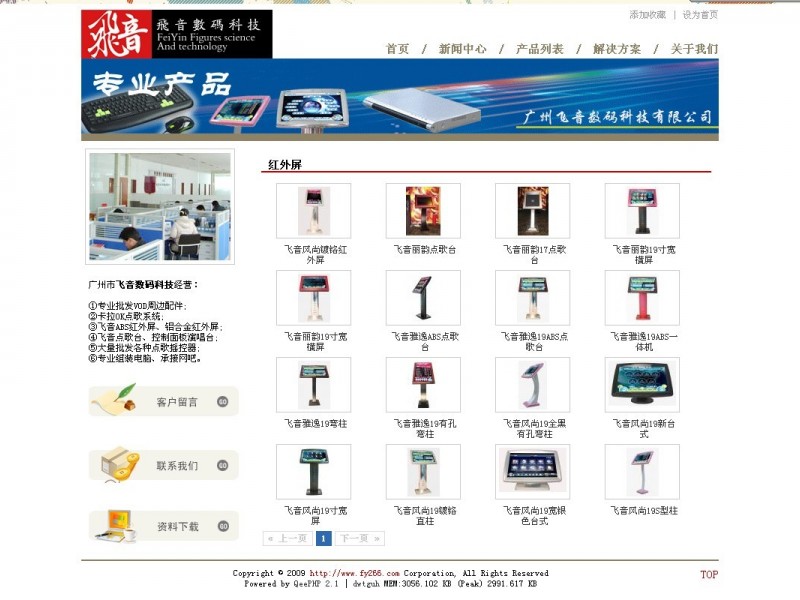 添加收藏 | 设为首页
飛音 飛音數碼科技
FeiYin Figures science
And technology
首页 / 新闻中心 / 产品列表 / 解决方案 / 关于我们
专业产品
广州飞音数码科技有限公司
红外屏
飞音风尚镀铬红
外屏
飞音丽韵点歌台
飞音丽韵17点歌
台
飞音丽韵19寸宽
橫屏
飞音丽韵19寸宽
橫屏
飞音雅逸ABS点歌
台
飞音雅逸19ABS点
歌台
飞音雅逸19ABS一
体机
飞音雅逸19弯柱
飞音雅逸19有孔
弯柱
飞音风尚19全黑
有孔弯柱
飞音风尚19新台
式
飞音风尚19寸宽
屏
飞音风尚19镀铬
直柱
飞音风尚19宽银
色台式
飞音风尚19S型柱
« 上一页 1 下一页 »
广州市飞音数码科技经营：
①专业批发VOD周边配件;
②卡拉OK点歌系统;
③飞音ABS红外屏、铝合金红外屏;
④飞音点歌台、控制面板演唱台;
⑤大量批发各种点歌摇控器;
⑥专业组装电脑、承接网吧。
客户留言 GO
联系我们 GO
资料下载 GO
Copyright © 2009 http://www.fy266.com Corporation, All Rights Reserved
Powered by QeePHP 2.1 | dwtguh MEM:3056.102 KB (Peak) 2991.617 KB
TOP